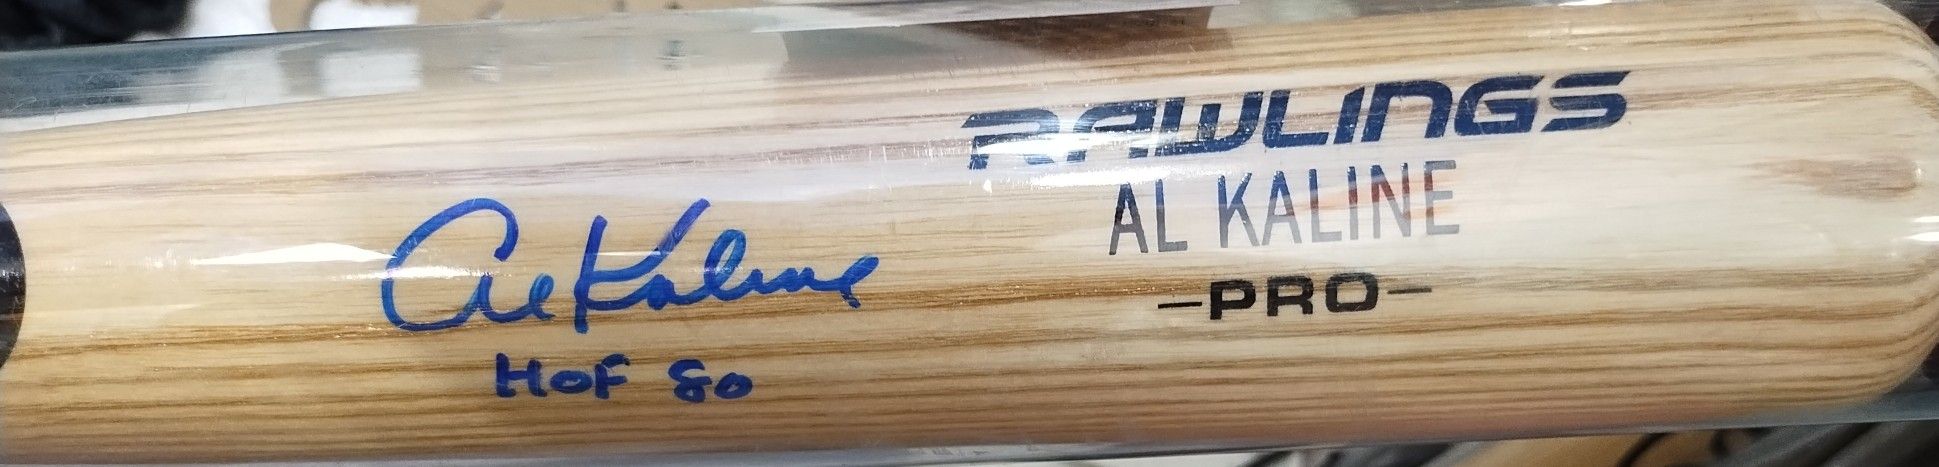 RAWLINGS
AL KALINE
-PRO-
Al Kaline
HOF 80